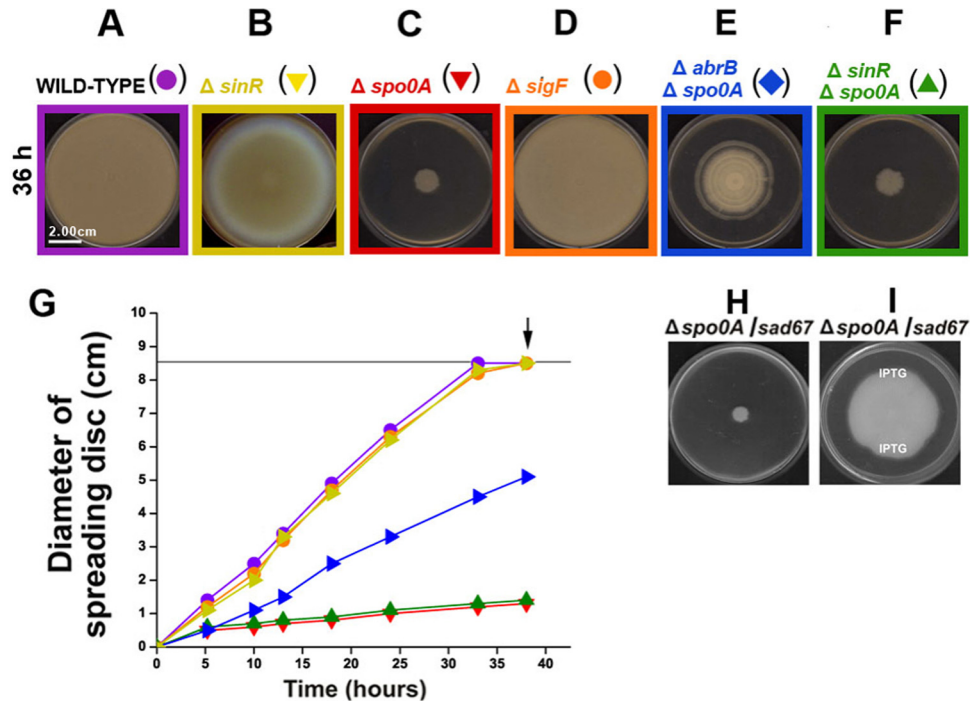 A B C D E F
WILD-TYPE ( ) Δ sinR ( ) Δ spo0A ( ) Δ sigF ( ) Δ abrB Δ spo0A ( ) Δ sinR Δ spo0A ( )
36 h
2.00cm
G
Diameter of
spreading disc (cm)
10
9
8
7
6
5
4
3
2
1
0
0 5 10 15 20 25 30 35 40
Time (hours)
H I
Δ spo0A /sad67 Δ spo0A /sad67
IPTG
IPTG